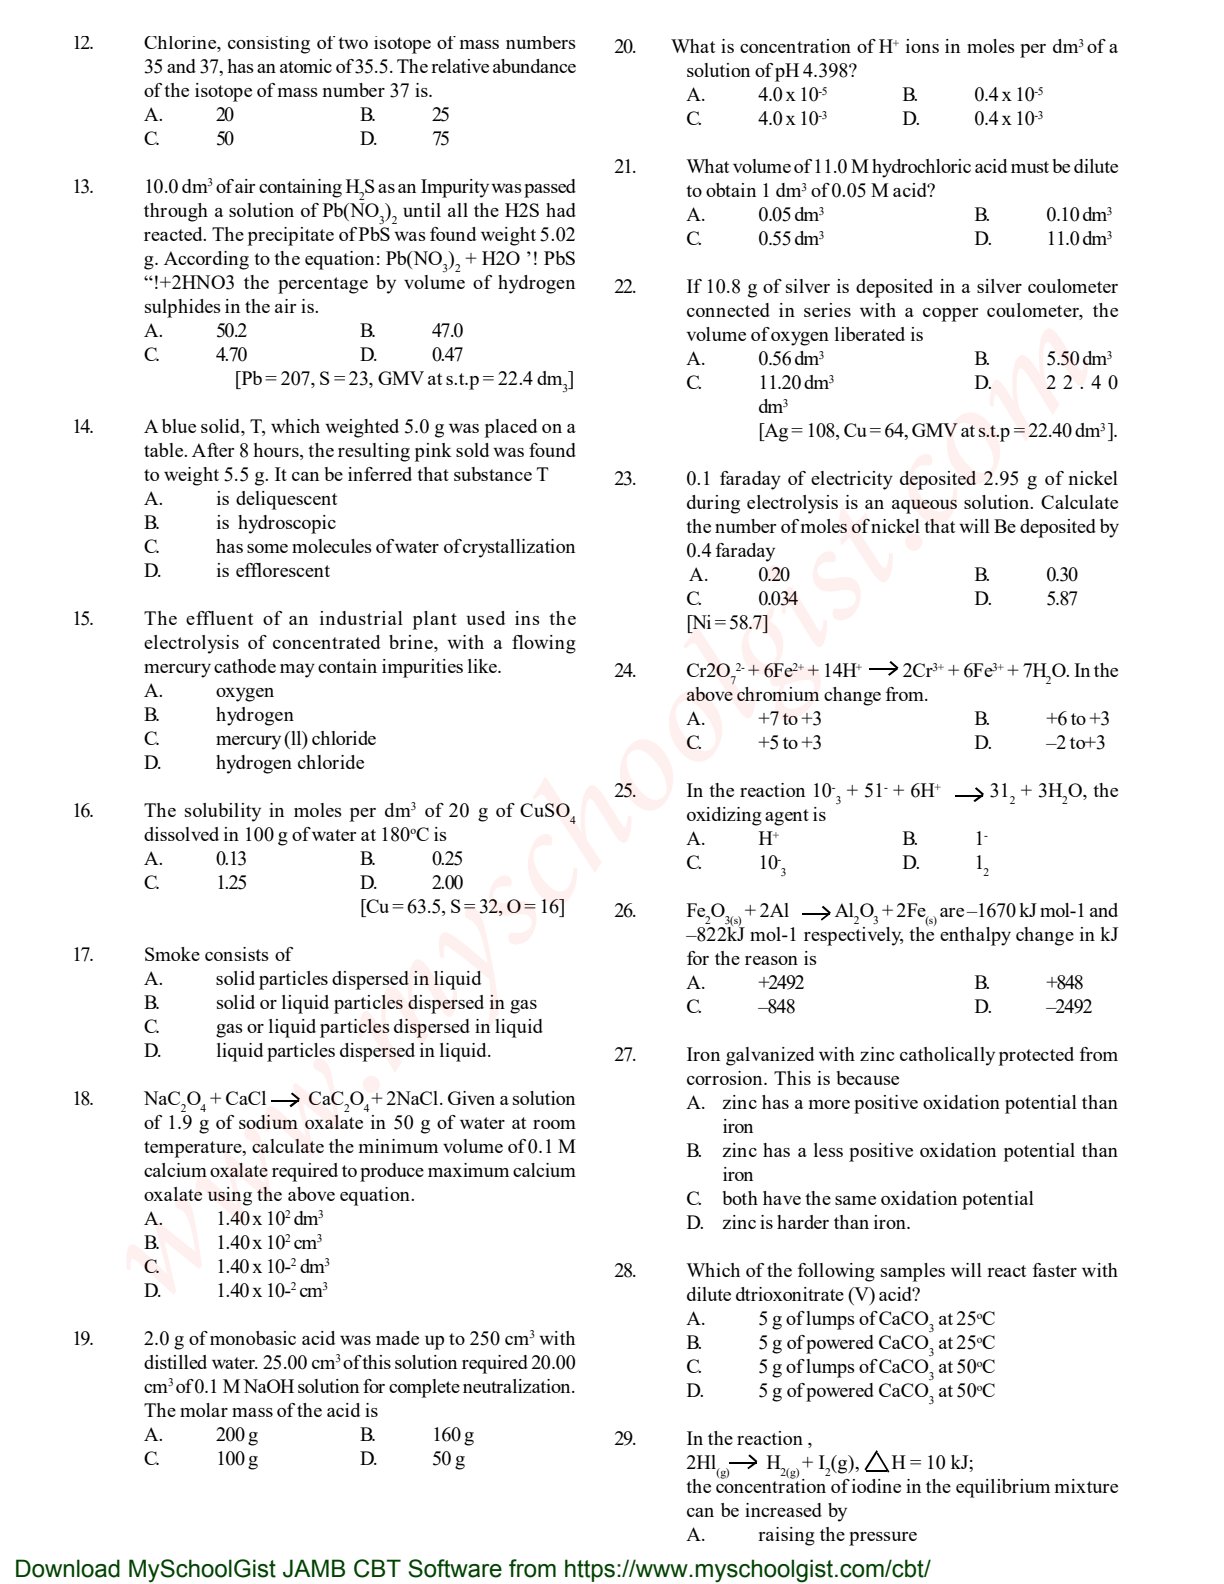 12. Chlorine, consisting of two isotope of mass numbers
35 and 37, has an atomic of 35.5. The relative abundance
of the isotope of mass number 37 is.
A. 20 B. 25
C. 50 D. 75
13. 10.0 dm³ of air containing H₂S as an Impurity was passed
through a solution of Pb(NO₃)₂ until all the H2S had
reacted. The precipitate of PbS was found weight 5.02
g. According to the equation: Pb(NO₃)₂ + H2O ’! PbS
“!+2HNO3 the percentage by volume of hydrogen
sulphides in the air is.
A. 50.2 B. 47.0
C. 4.70 D. 0.47
[Pb = 207, S = 23, GMV at s.t.p = 22.4 dm₃]
14. A blue solid, T, which weighted 5.0 g was placed on a
table. After 8 hours, the resulting pink sold was found
to weight 5.5 g. It can be inferred that substance T
A. is deliquescent
B. is hydroscopic
C. has some molecules of water of crystallization
D. is efflorescent
15. The effluent of an industrial plant used ins the
electrolysis of concentrated brine, with a flowing
mercury cathode may contain impurities like.
A. oxygen
B. hydrogen
C. mercury (ll) chloride
D. hydrogen chloride
16. The solubility in moles per dm³ of 20 g of CuSO₄
dissolved in 100 g of water at 180ºC is
A. 0.13 B. 0.25
C. 1.25 D. 2.00
[Cu = 63.5, S = 32, O = 16]
17. Smoke consists of
A. solid particles dispersed in liquid
B. solid or liquid particles dispersed in gas
C. gas or liquid particles dispersed in liquid
D. liquid particles dispersed in liquid.
18. NaC₂O₄ + CaCl → CaC₂O₄ + 2NaCl. Given a solution
of 1.9 g of sodium oxalate in 50 g of water at room
temperature, calculate the minimum volume of 0.1 M
calcium oxalate required to produce maximum calcium
oxalate using the above equation.
A. 1.40 x 10² dm³
B. 1.40 x 10² cm³
C. 1.40 x 10-² dm³
D. 1.40 x 10-² cm³
19. 2.0 g of monobasic acid was made up to 250 cm³ with
distilled water. 25.00 cm³ of this solution required 20.00
cm³ of 0.1 M NaOH solution for complete neutralization.
The molar mass of the acid is
A. 200 g B. 160 g
C. 100 g D. 50 g
20. What is concentration of H⁺ ions in moles per dm³ of a
solution of pH 4.398?
A. 4.0 x 10⁻⁵ B. 0.4 x 10⁻⁵
C. 4.0 x 10⁻³ D. 0.4 x 10⁻³
21. What volume of 11.0 M hydrochloric acid must be dilute
to obtain 1 dm³ of 0.05 M acid?
A. 0.05 dm³ B. 0.10 dm³
C. 0.55 dm³ D. 11.0 dm³
22. If 10.8 g of silver is deposited in a silver coulometer
connected in series with a copper coulometer, the
volume of oxygen liberated is
A. 0.56 dm³ B. 5.50 dm³
C. 11.20 dm³ D. 2 2 . 4 0
dm³
[Ag = 108, Cu = 64, GMV at s.t.p = 22.40 dm³].
23. 0.1 faraday of electricity deposited 2.95 g of nickel
during electrolysis is an aqueous solution. Calculate
the number of moles of nickel that will Be deposited by
0.4 faraday
A. 0.20 B. 0.30
C. 0.034 D. 5.87
[Ni = 58.7]
24. Cr2O₇²⁻ + 6Fe²⁺ + 14H⁺ → 2Cr³⁺ + 6Fe³⁺ + 7H₂O. In the
above chromium change from.
A. +7 to +3 B. +6 to +3
C. +5 to +3 D. –2 to+3
25. In the reaction 10⁻₃ + 51⁻ + 6H⁺ → 31₂ + 3H₂O, the
oxidizing agent is
A. H⁺ B. 1⁻
C. 10⁻₃ D. 1₂
26. Fe₂O₃₍ₛ₎ + 2Al → Al₂O₃ + 2Fe₍ₛ₎ are –1670 kJ mol-1 and
–822kJ mol-1 respectively, the enthalpy change in kJ
for the reason is
A. +2492 B. +848
C. –848 D. –2492
27. Iron galvanized with zinc catholically protected from
corrosion. This is because
A. zinc has a more positive oxidation potential than
iron
B. zinc has a less positive oxidation potential than
iron
C. both have the same oxidation potential
D. zinc is harder than iron.
28. Which of the following samples will react faster with
dilute dtrioxonitrate (V) acid?
A. 5 g of lumps of CaCO₃ at 25ºC
B. 5 g of powered CaCO₃ at 25ºC
C. 5 g of lumps of CaCO₃ at 50ºC
D. 5 g of powered CaCO₃ at 50ºC
29. In the reaction ,
2Hl₍g₎ → H₂₍g₎ + I₂(g), △H = 10 kJ;
the concentration of iodine in the equilibrium mixture
can be increased by
A. raising the pressure
www.myschoolgist.com
Download MySchoolGist JAMB CBT Software from https://www.myschoolgist.com/cbt/